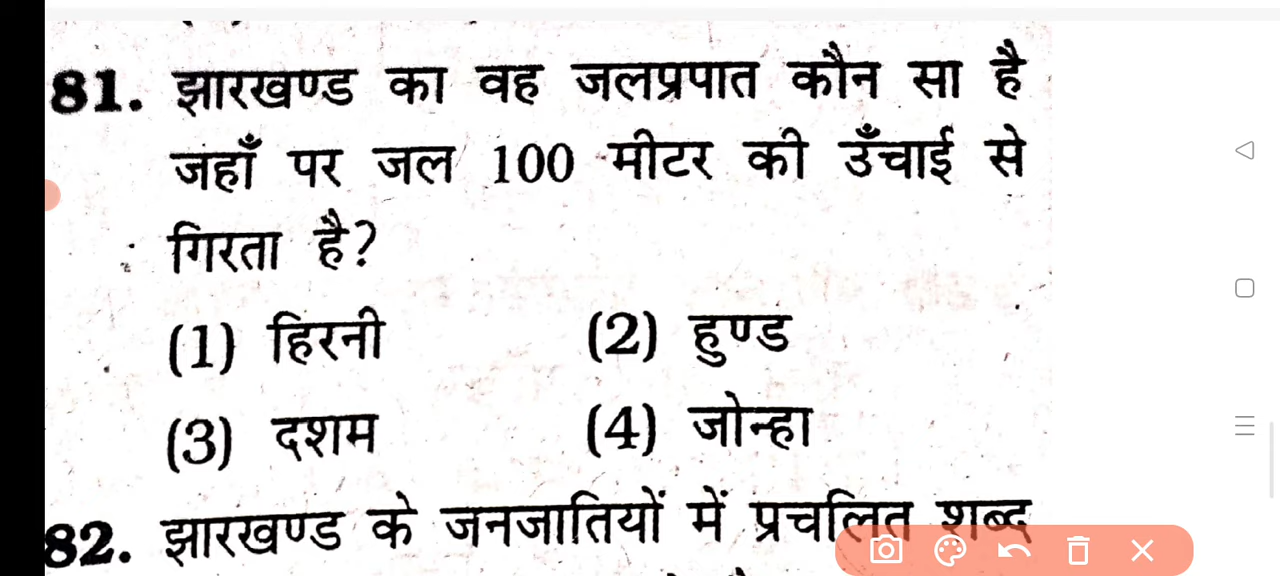 81. झारखण्ड का वह जलप्रपात कौन सा है
जहाँ पर जल 100 मीटर की उँचाई से
गिरता है?
(1) हिरनी (2) हुण्ड
(3) दशम (4) जोन्हा
82. झारखण्ड के जनजातियों में प्रचलित शब्द